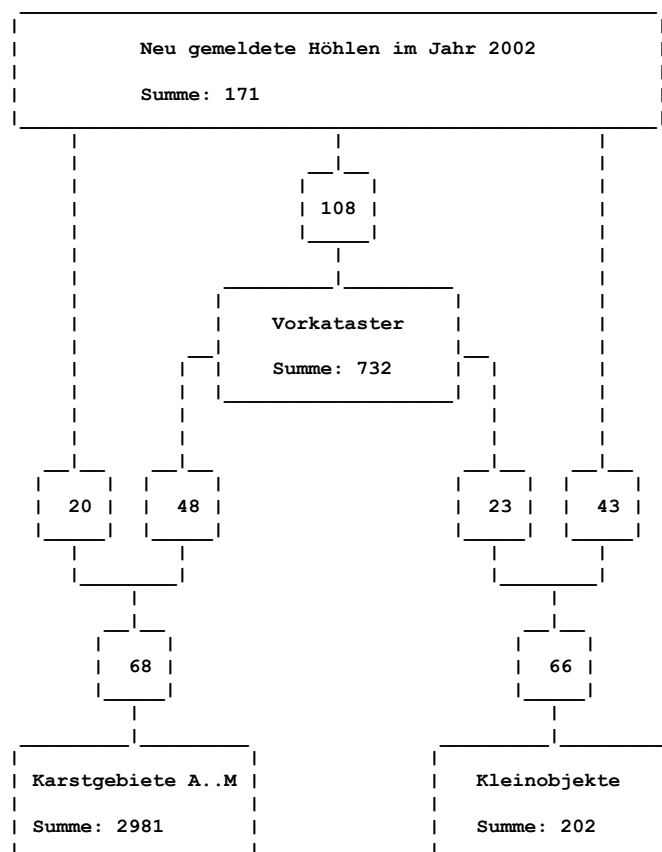 Neu gemeldete Höhlen im Jahr 2002
Summe: 171
108
Vorkataster
Summe: 732
20 48 23 43
68 66
Karstgebiete A..M Kleinobjekte
Summe: 2981 Summe: 202